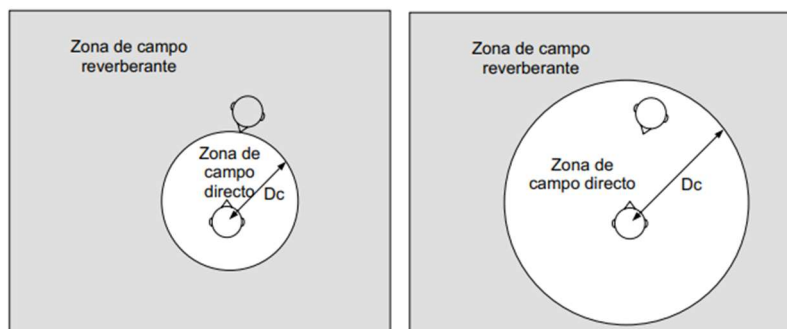 Zona de campo
reverberante
Zona de
campo
directo
Dc
Zona de campo
reverberante
Zona de
campo directo
Dc